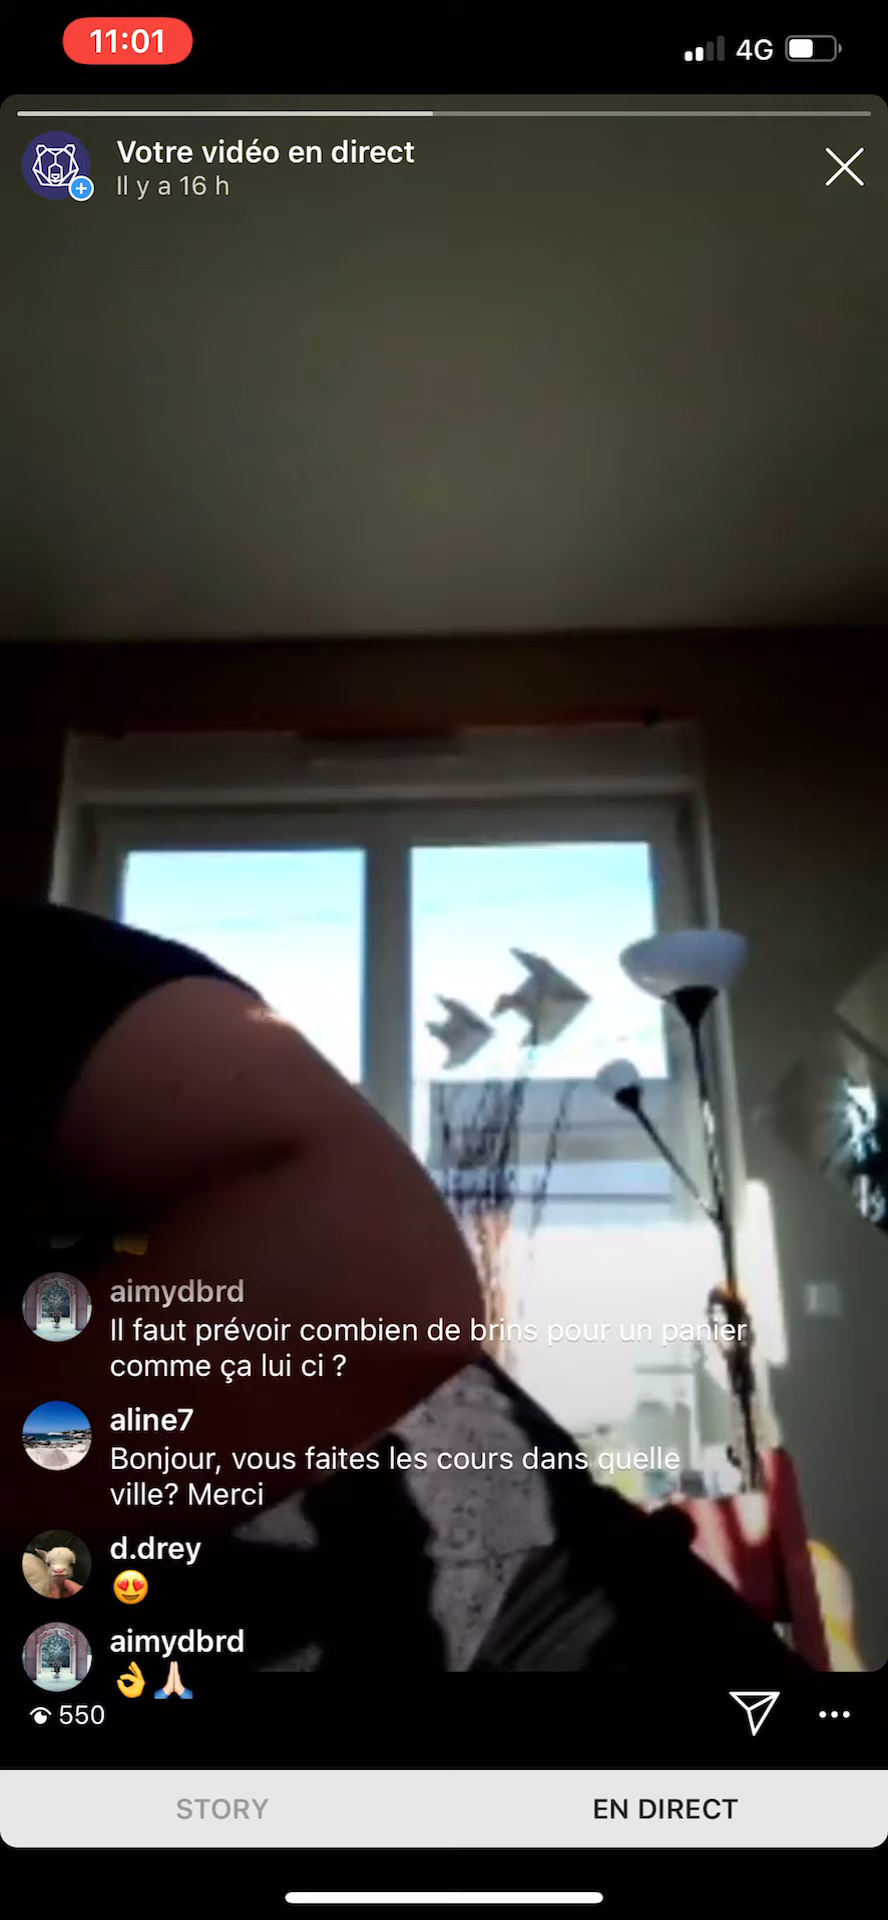 11:01
4G
Votre vidéo en direct
Il y a 16 h
aimydbrd
Il faut prévoir combien de brins pour un panier
comme ça lui ci ?
aline7
Bonjour, vous faites les cours dans quelle
ville? Merci
d.drey
😍
aimydbrd
👌🙏🏻
550
STORY
EN DIRECT